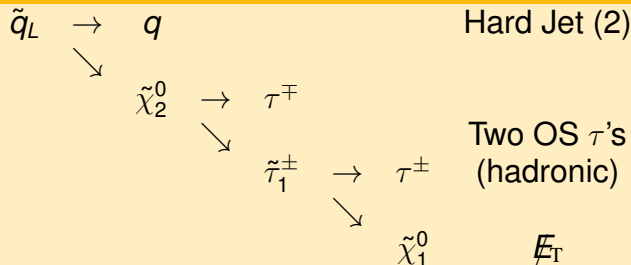 q̃_L → q Hard Jet (2)
↘
χ̃⁰₂ → τ^∓
↘ Two OS τ's
τ̃₁^± → τ^± (hadronic)
↘
χ̃⁰₁ E̸_T